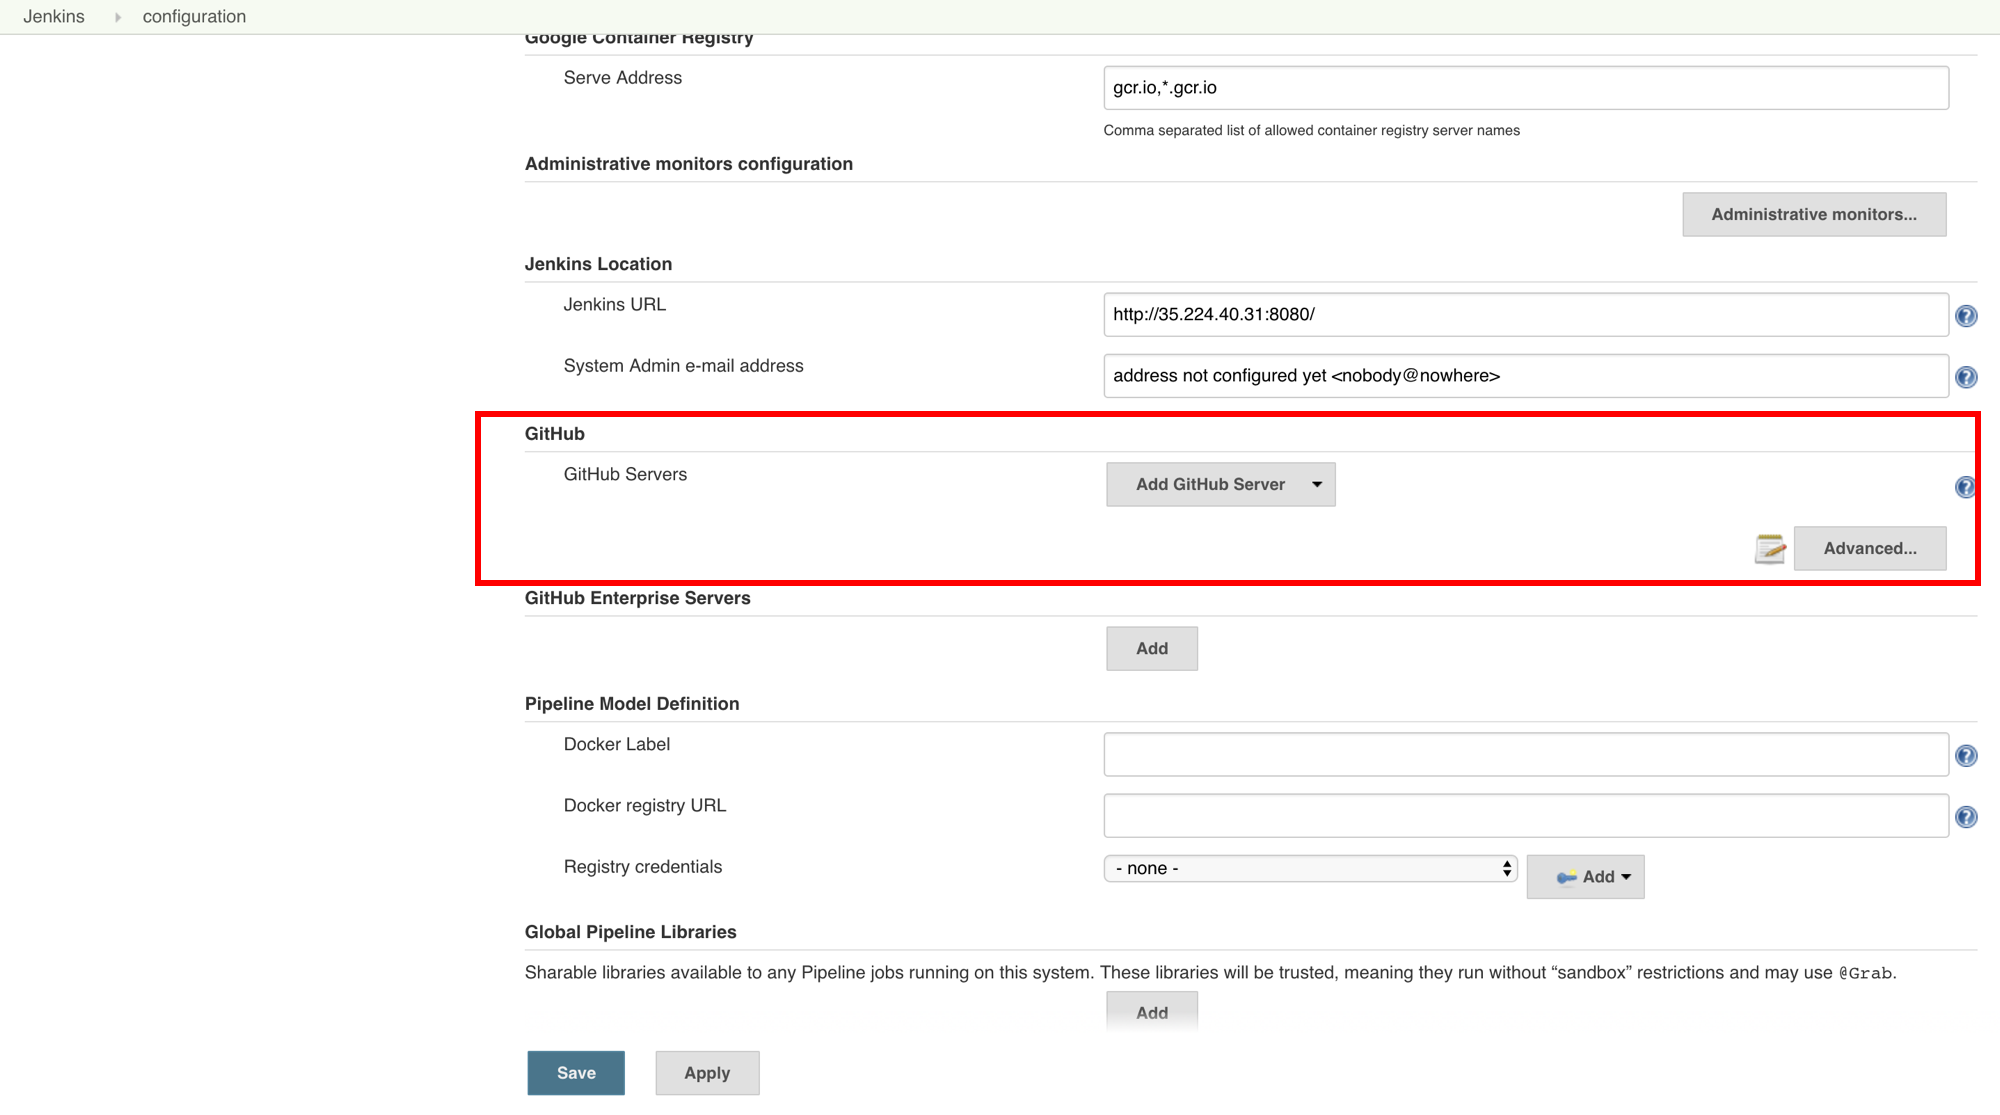 Jenkins configuration
Google Container Registry
Serve Address
gcr.io,*.gcr.io
Comma separated list of allowed container registry server names
Administrative monitors configuration
Administrative monitors...
Jenkins Location
Jenkins URL
http://35.224.40.31:8080/
System Admin e-mail address
address not configured yet <nobody@nowhere>
GitHub
GitHub Servers
Add GitHub Server
Advanced...
GitHub Enterprise Servers
Add
Pipeline Model Definition
Docker Label
Docker registry URL
Registry credentials
- none -
Add
Global Pipeline Libraries
Sharable libraries available to any Pipeline jobs running on this system. These libraries will be trusted, meaning they run without “sandbox” restrictions and may use @Grab.
Add
Save
Apply